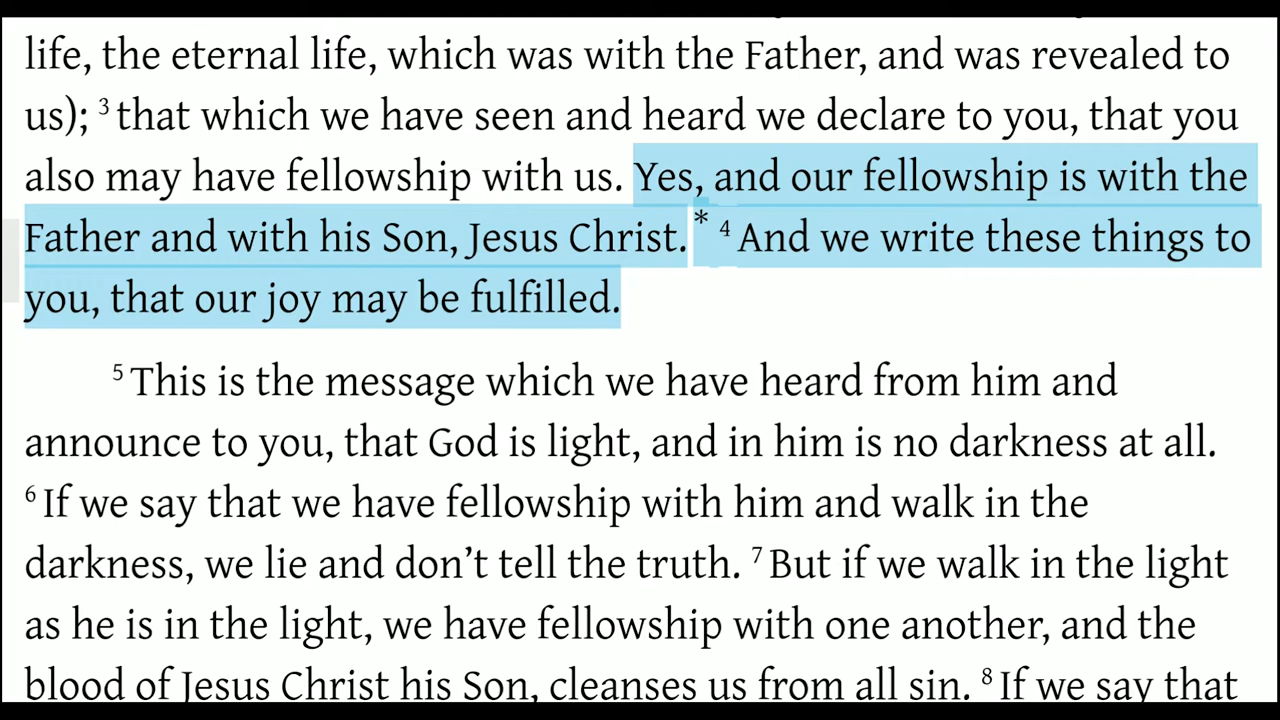 life, the eternal life, which was with the Father, and was revealed to
us); 3 that which we have seen and heard we declare to you, that you
also may have fellowship with us. Yes, and our fellowship is with the
Father and with his Son, Jesus Christ.* 4 And we write these things to
you, that our joy may be fulfilled.
5 This is the message which we have heard from him and
announce to you, that God is light, and in him is no darkness at all.
6 If we say that we have fellowship with him and walk in the
darkness, we lie and don’t tell the truth. 7 But if we walk in the light
as he is in the light, we have fellowship with one another, and the
blood of Jesus Christ his Son, cleanses us from all sin. 8 If we say that